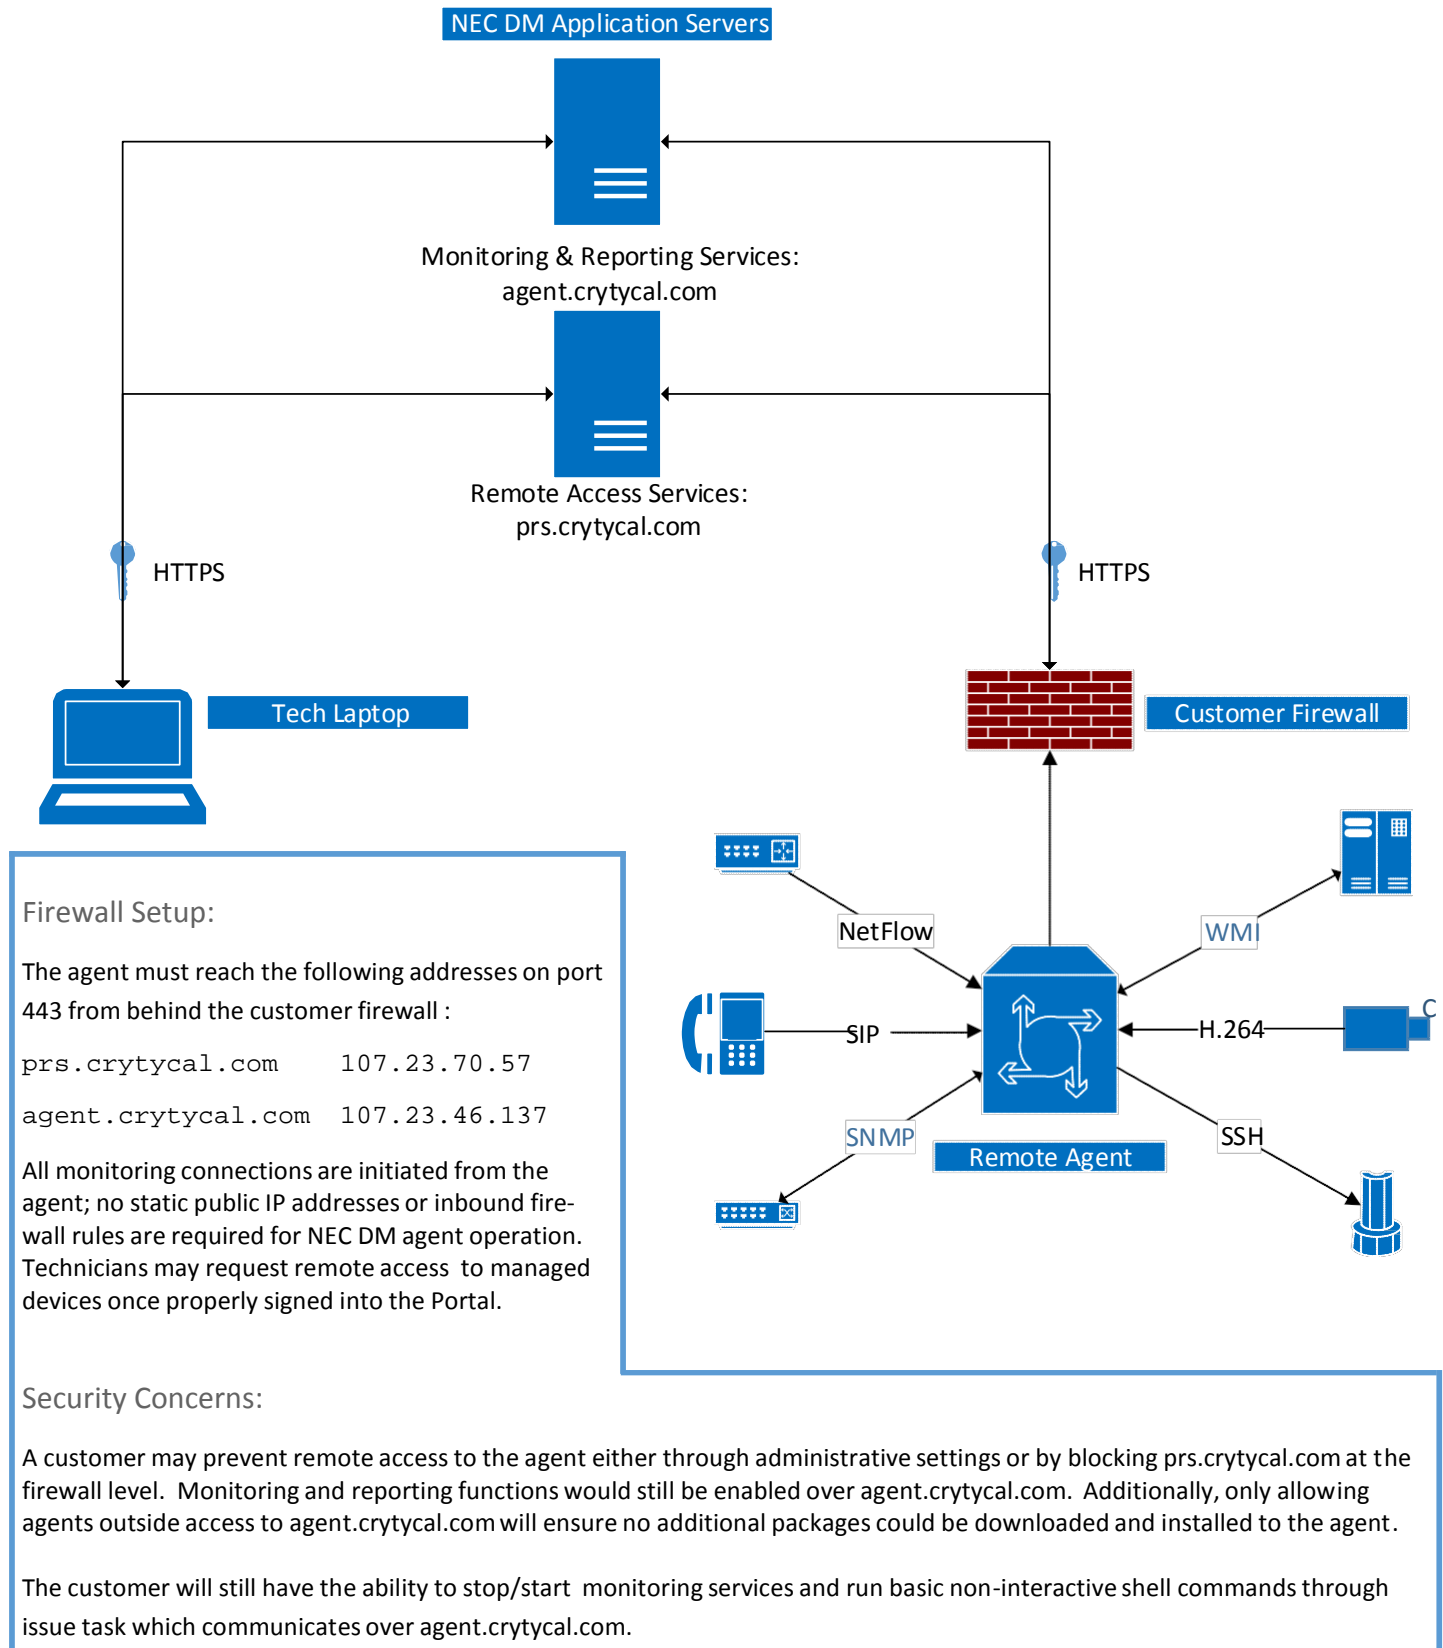 NEC DM Application Servers
Monitoring & Reporting Services:
agent.crytycal.com
Remote Access Services:
prs.crytycal.com
HTTPS
HTTPS
Tech Laptop
Customer Firewall
NetFlow
WMI
SIP
H.264
C
SNMP
SSH
Remote Agent
Firewall Setup:
The agent must reach the following addresses on port
443 from behind the customer firewall :
prs.crytycal.com 107.23.70.57
agent.crytycal.com 107.23.46.137
All monitoring connections are initiated from the
agent; no static public IP addresses or inbound fire-
wall rules are required for NEC DM agent operation.
Technicians may request remote access to managed
devices once properly signed into the Portal.
Security Concerns:
A customer may prevent remote access to the agent either through administrative settings or by blocking prs.crytycal.com at the
firewall level. Monitoring and reporting functions would still be enabled over agent.crytycal.com. Additionally, only allowing
agents outside access to agent.crytycal.com will ensure no additional packages could be downloaded and installed to the agent.
The customer will still have the ability to stop/start monitoring services and run basic non-interactive shell commands through
issue task which communicates over agent.crytycal.com.